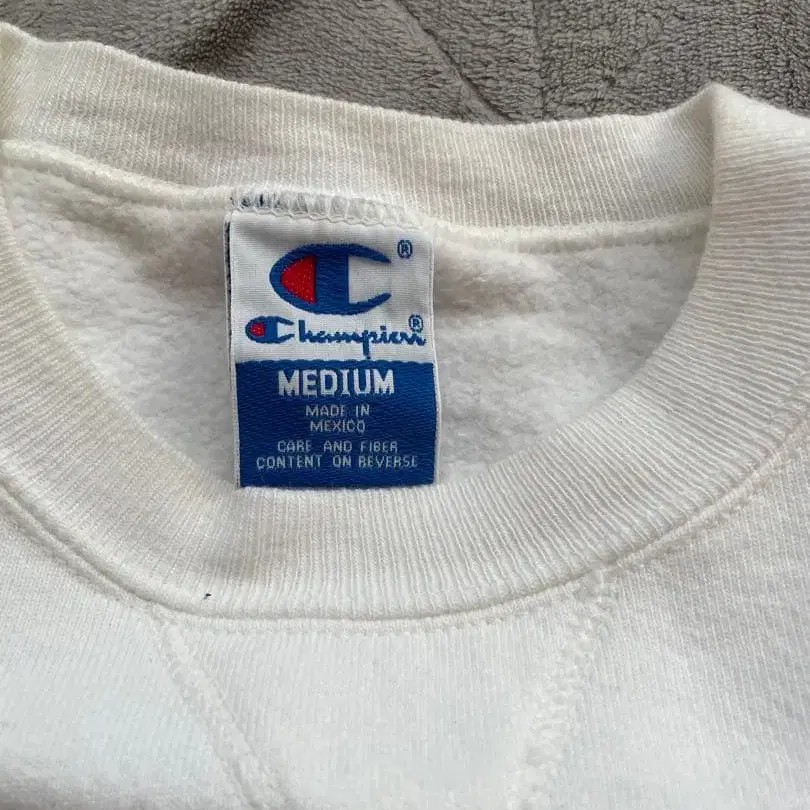 ®
Champion®
MEDIUM
MADE IN
MEXICO
CARE AND FIBER
CONTENT ON REVERSE